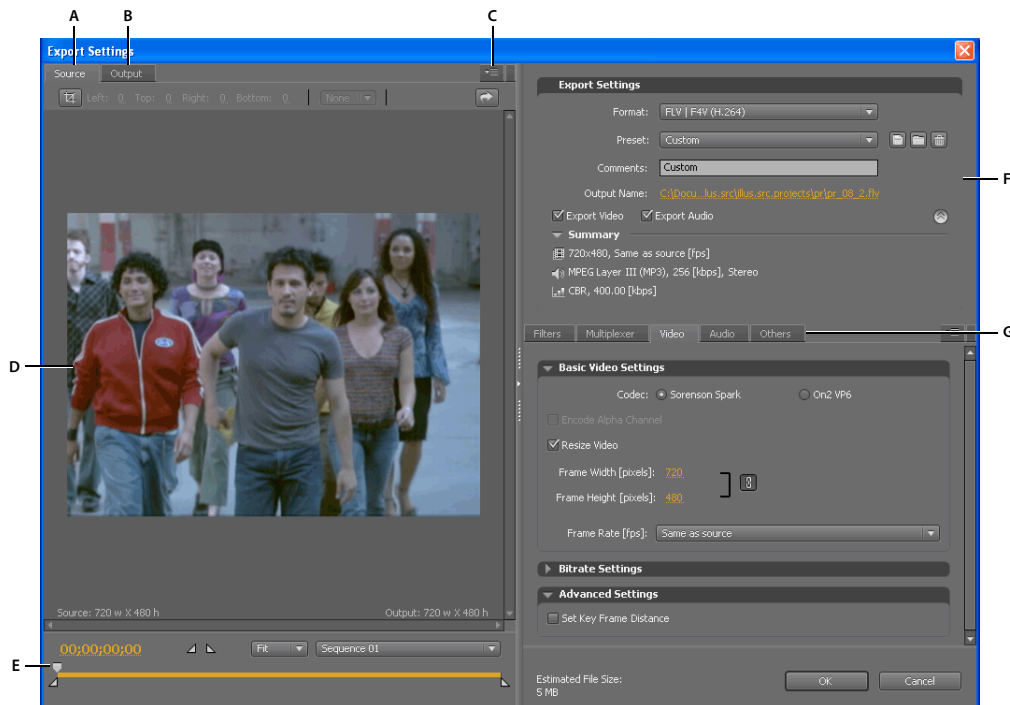 A
B
C
Export Settings
Source
Output
Left: 0 Top: 0 Right: 0 Bottom: 0
None
Export Settings
Format: FLV | F4V (H.264)
Preset: Custom
F
Comments: Custom
Output Name: C:\Docu...lus.src\illus.src.projects\pr\pr_08_2.flv
Export Video
Export Audio
Summary
720x480, Same as source [fps]
MPEG Layer III (MP3), 256 [kbps], Stereo
CBR, 400.00 [kbps]
Filters
Multiplexer
Video
Audio
Others
G
D
Basic Video Settings
Codec: Sorenson Spark
On2 VP6
Encode Alpha Channel
Resize Video
Frame Width [pixels]: 720
Frame Height [pixels]: 480
Frame Rate [fps]: Same as source
Bitrate Settings
Advanced Settings
Set Key Frame Distance
Source: 720 w X 480 h
Output: 720 w X 480 h
00;00;00;00
Fit
Sequence 01
E
Estimated File Size:
5 MB
OK
Cancel